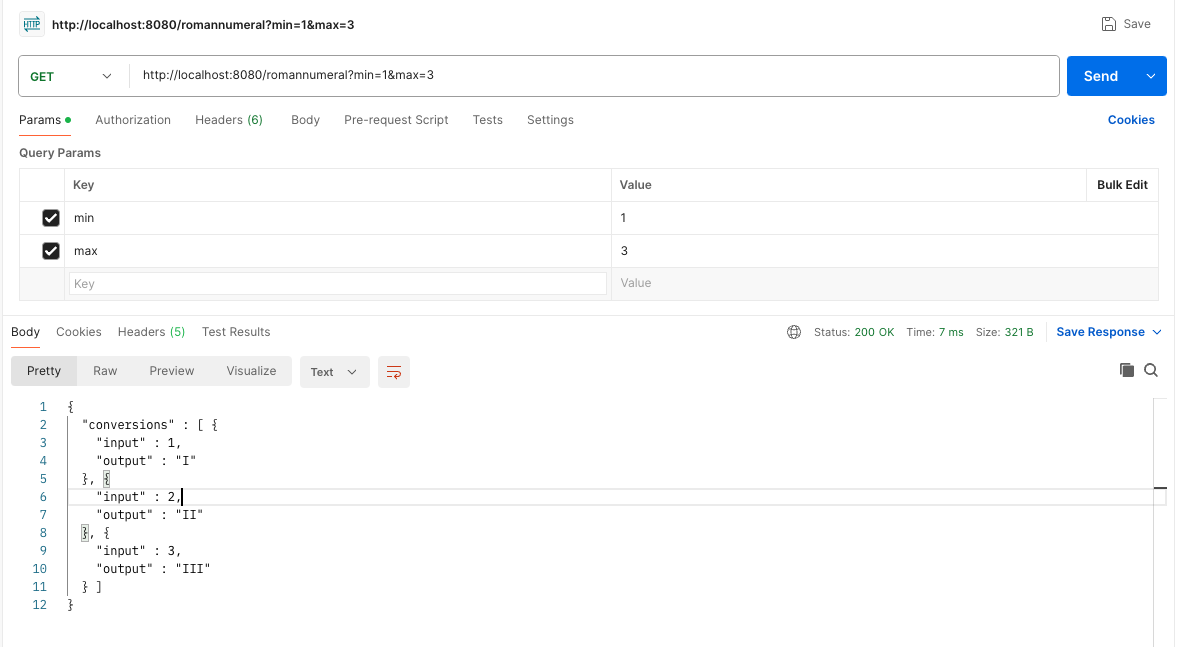 HTTP http://localhost:8080/romannumeral?min=1&max=3 Save
GET http://localhost:8080/romannumeral?min=1&max=3 Send
Params Authorization Headers (6) Body Pre-request Script Tests Settings Cookies
Query Params
Key Value Bulk Edit
min 1
max 3
Key Value
Body Cookies Headers (5) Test Results Status: 200 OK Time: 7 ms Size: 321 B Save Response
Pretty Raw Preview Visualize Text
1 {
2   "conversions" : [ {
3     "input" : 1,
4     "output" : "I"
5   }, {
6     "input" : 2,
7     "output" : "II"
8   }, {
9     "input" : 3,
10     "output" : "III"
11   } ]
12 }